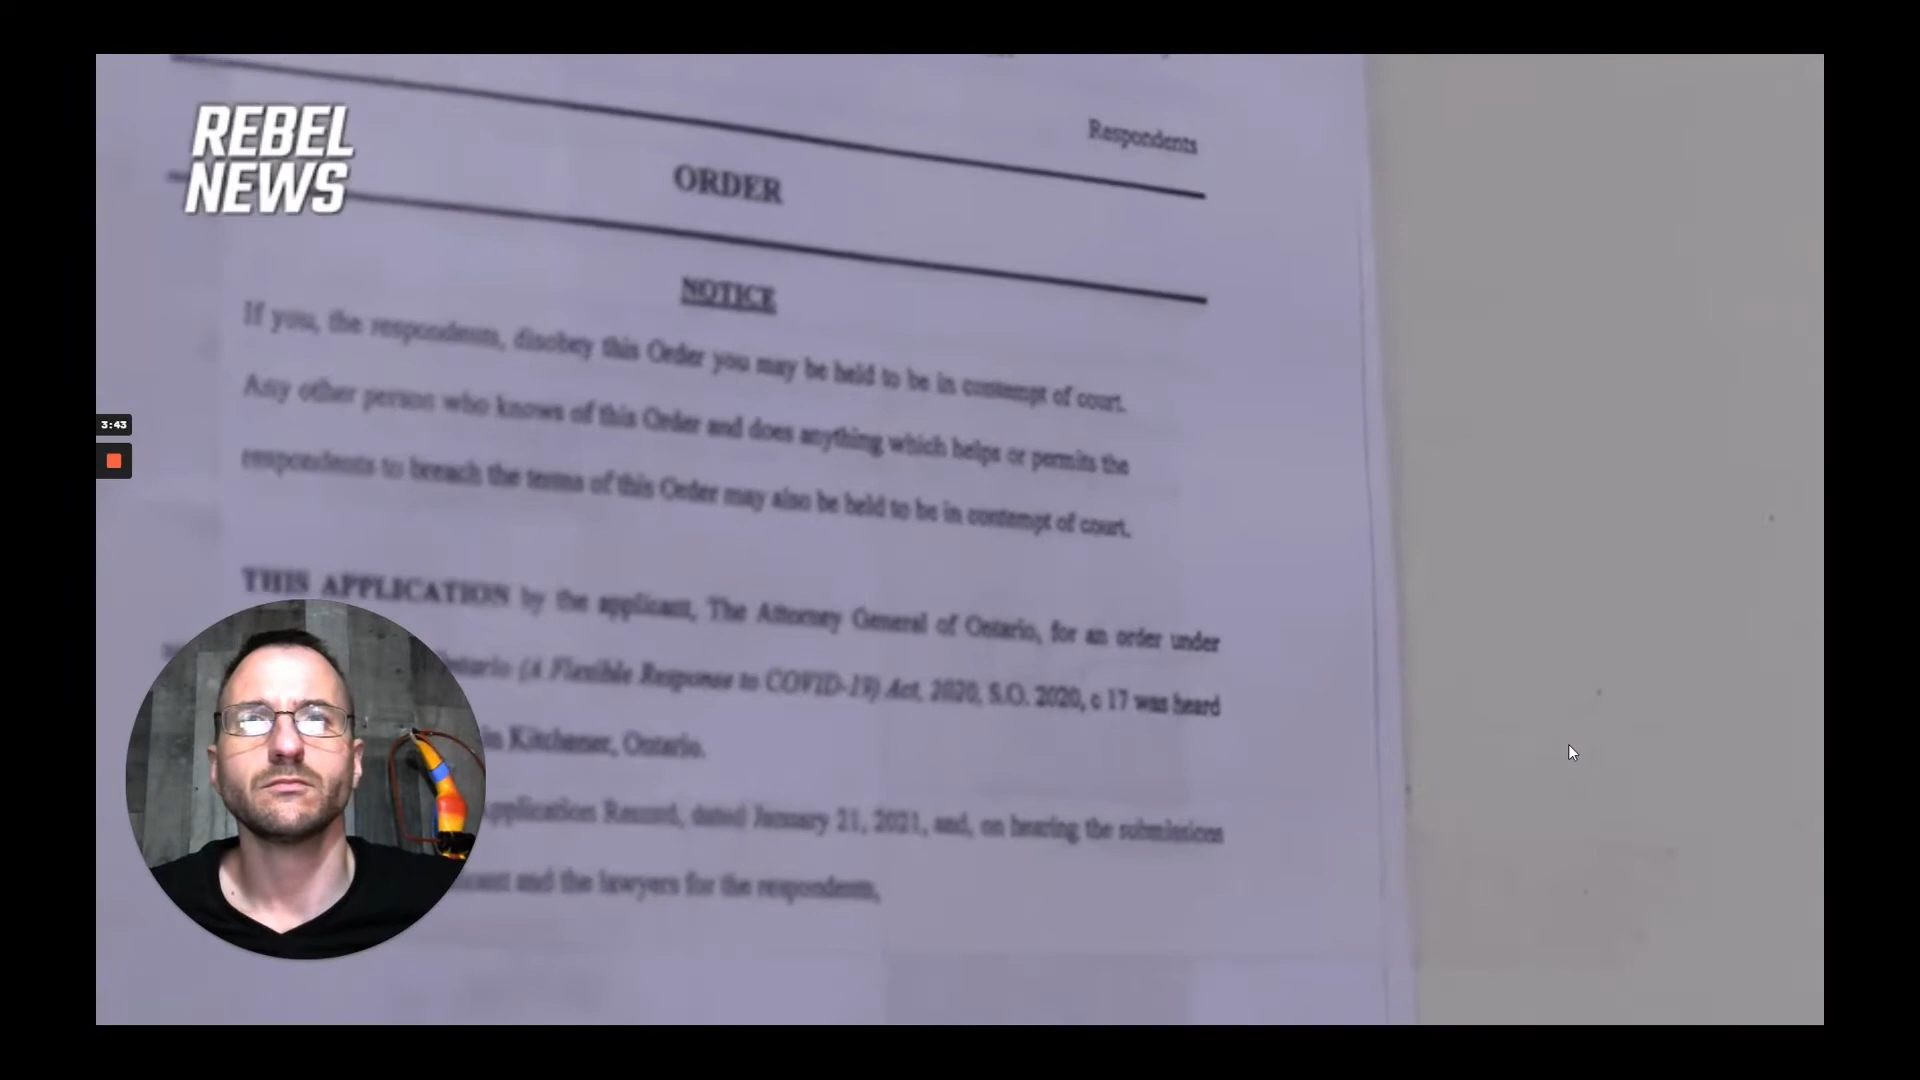 REBEL
NEWS
Respondents
ORDER
NOTICE
If you, the respondents, disobey this Order you may be held to be in contempt of court.
Any other person who knows of this Order and does anything which helps or permits the
respondents to breach the terms of this Order may also be held to be in contempt of court.
3:43
THIS APPLICATION by the applicant, The Attorney General of Ontario, for an order under
Ontario (A Flexible Response to COVID-19) Act, 2020, S.O. 2020, c 17 was heard
in Kitchener, Ontario.
Application Record, dated January 21, 2021, and, on hearing the submissions
and the lawyers for the respondents,